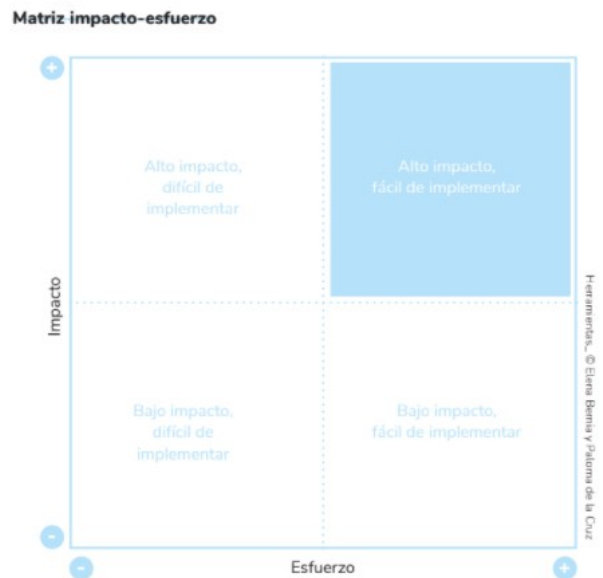 Matriz impacto-esfuerzo
+
Alto impacto,
difícil de
implementar
Alto impacto,
fácil de implementar
Impacto
Bajo impacto,
difícil de
implementar
Bajo impacto,
fácil de implementar
Herramientas_ © Elena Bernia y Paloma de la Cruz
-
-
Esfuerzo
+